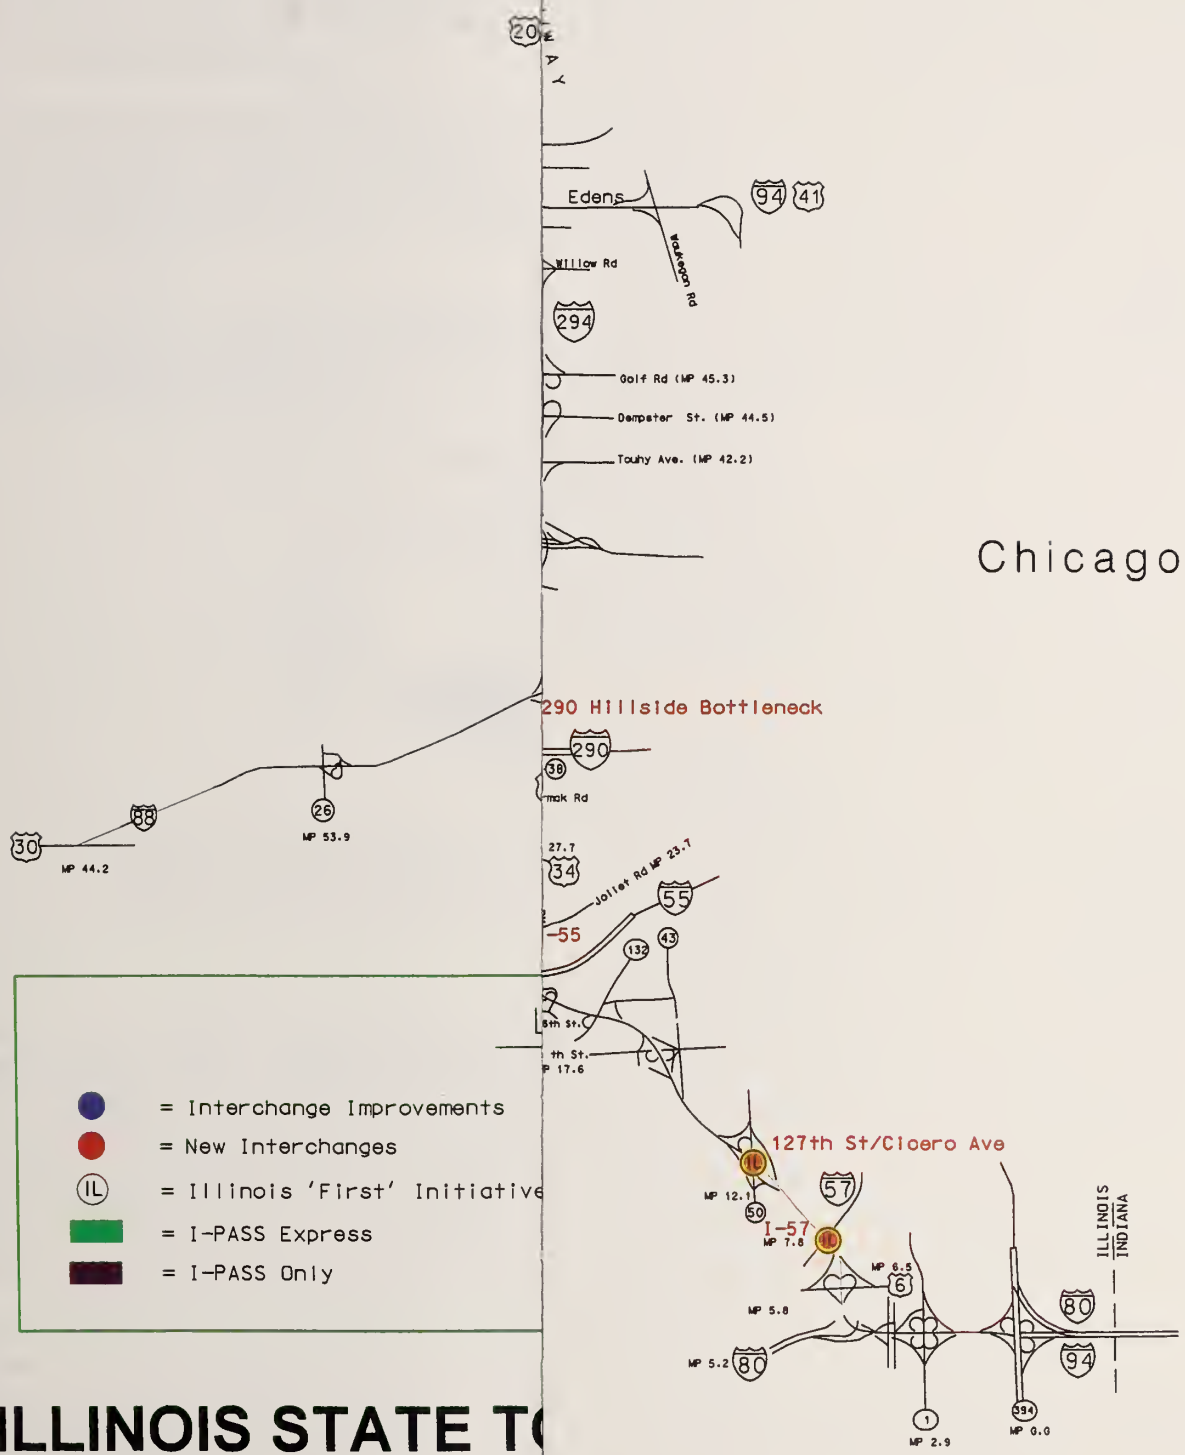 20
WAY
Edens
94
41
Waukegan Rd
Willow Rd
294
Golf Rd (MP 45.3)
Dempster St. (MP 44.5)
Touhy Ave. (MP 42.2)
Chicago
290 Hillside Bottleneck
290
38
mak Rd
88
26
MP 53.9
30
MP 44.2
27.7
34
Joliet Rd MP 23.7
55
-55
132
43
5th St.
th St.
P 17.6
= Interchange Improvements
= New Interchanges
IL = Illinois 'First' Initiative
= I-PASS Express
= I-PASS Only
127th St/Cicero Ave
IL
MP 12.1
50
57
I-57
MP 7.8
MP 6.5
6
MP 5.8
MP 5.2
80
ILLINOIS
INDIANA
80
94
1
MP 2.9
394
MP 0.0
ILLINOIS STATE TO